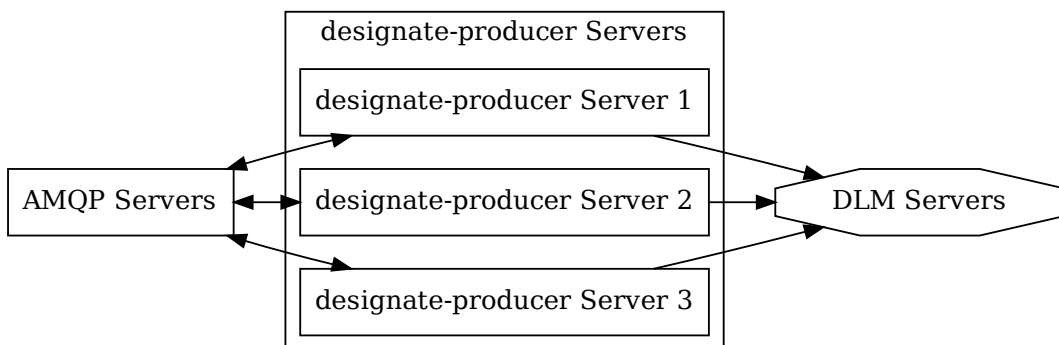 designate-producer Servers
designate-producer Server 1
AMQP Servers
designate-producer Server 2
DLM Servers
designate-producer Server 3